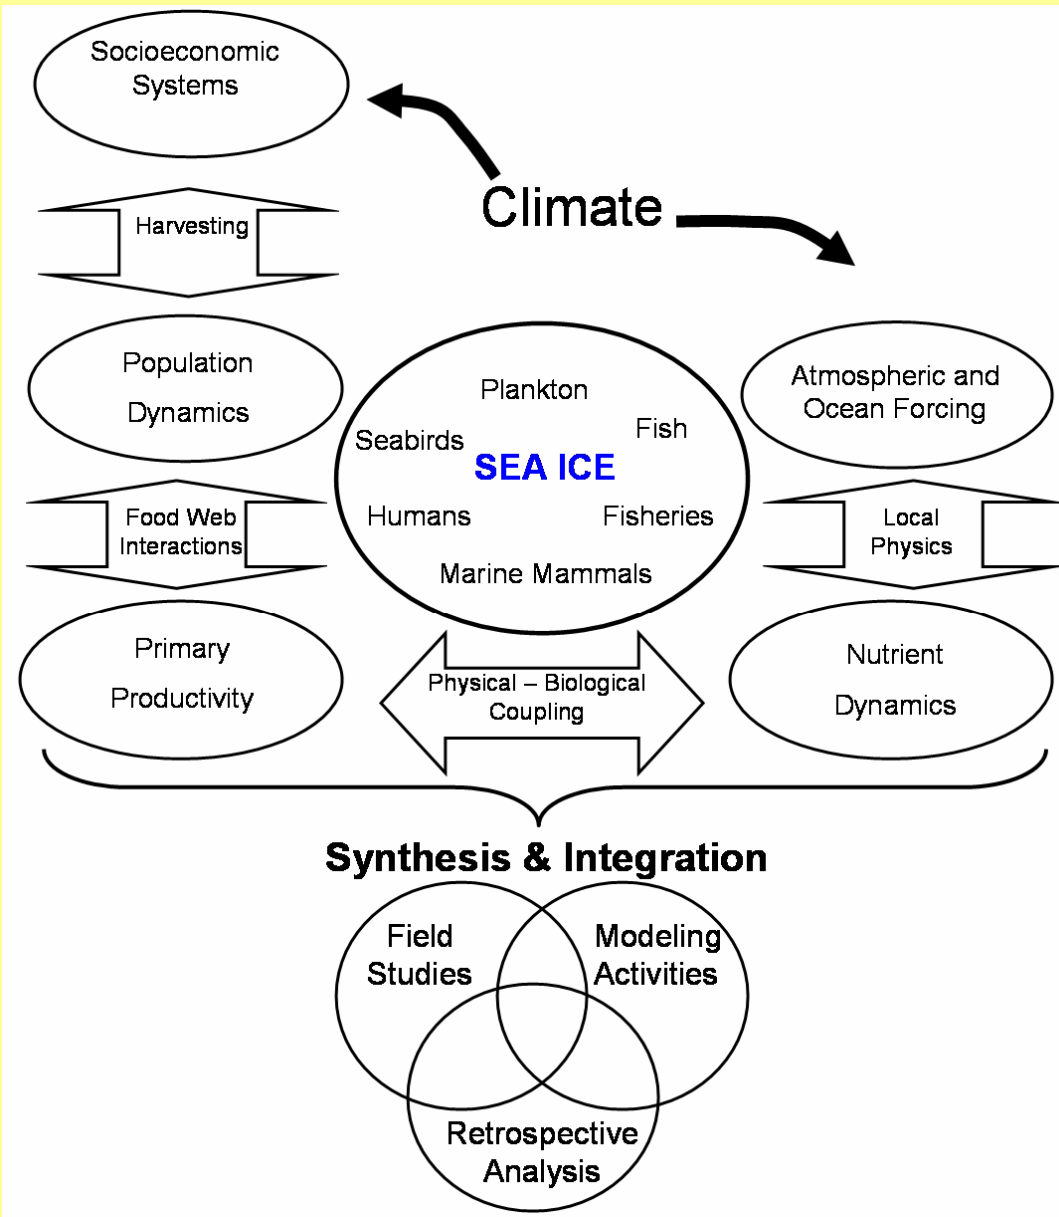 Socioeconomic
Systems
Climate
Harvesting
Population
Dynamics
Plankton
Seabirds
Fish
SEA ICE
Humans
Fisheries
Marine Mammals
Atmospheric and
Ocean Forcing
Food Web
Interactions
Local
Physics
Primary
Productivity
Physical – Biological
Coupling
Nutrient
Dynamics
Synthesis & Integration
Field
Studies
Modeling
Activities
Retrospective
Analysis